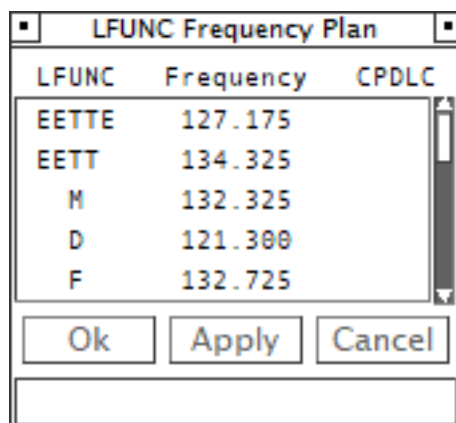 LFUNC Frequency Plan
LFUNC Frequency CPDLC
EETTE 127.175
EETT 134.325
M 132.325
D 121.300
F 132.725
Ok Apply Cancel